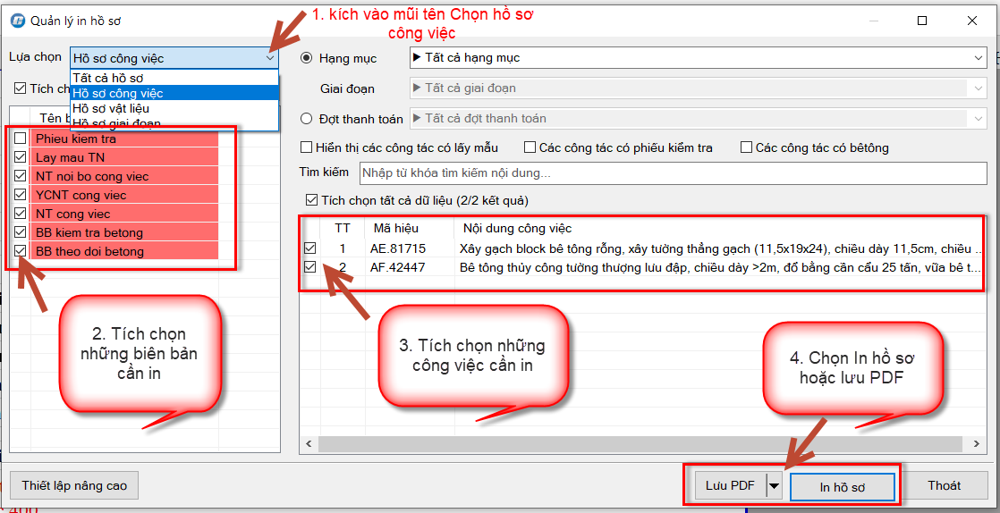 Quản lý in hồ sơ
1. kích vào mũi tên Chọn hồ sơ
công việc
Lựa chọn
Hồ sơ công việc
Tất cả hồ sơ
Hồ sơ công việc
Hồ sơ vật liệu
Hồ sơ giai đoạn
Tích ch
Tên b
Phieu kiem tra
Lay mau TN
NT noi bo cong viec
YCNT cong viec
NT cong viec
BB kiem tra betong
BB theo doi betong
2. Tích chọn
những biên bản
cần in
Hạng mục
Tất cả hạng mục
Giai đoạn
Tất cả giai đoạn
Đợt thanh toán
Tất cả đợt thanh toán
Hiển thị các công tác có lấy mẫu
Các công tác có phiếu kiểm tra
Các công tác có bêtông
Tìm kiếm
Nhập từ khóa tìm kiếm nội dung...
Tích chọn tất cả dữ liệu (2/2 kết quả)
TT Mã hiệu Nội dung công việc
1 AE.81715 Xây gạch block bê tông rỗng, xây tường thẳng gạch (11,5x19x24), chiều dày 11,5cm, chiều ...
2 AF.42447 Bê tông thủy công tường thượng lưu đập, chiều dày >2m, đổ bằng cần cẩu 25 tấn, vữa bê t...
3. Tích chọn những
công việc cần in
4. Chọn In hồ sơ
hoặc lưu PDF
Thiết lập nâng cao
Lưu PDF
In hồ sơ
Thoát